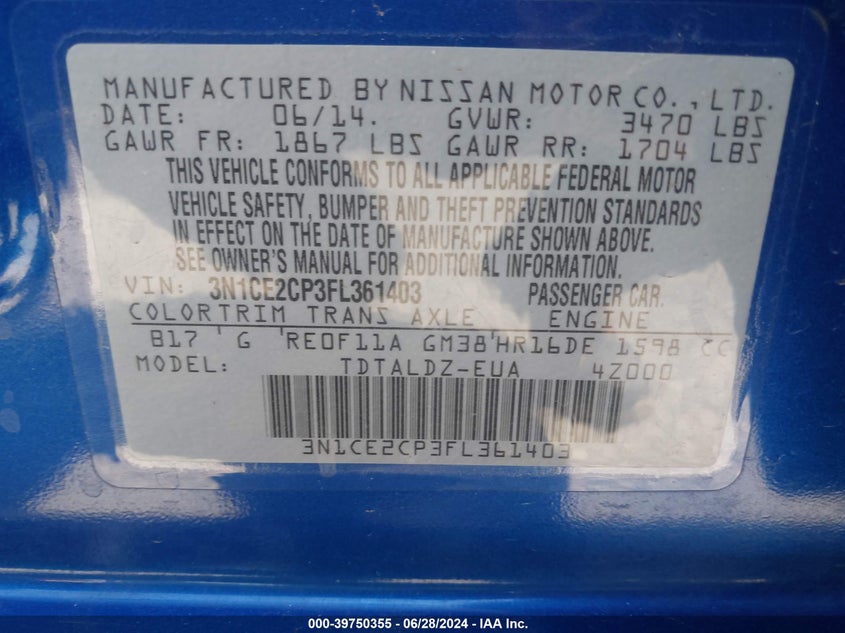 MANUFACTURED BY NISSAN MOTOR CO., LTD.
DATE: 06/14. GVWR: 3470 LBS
GAWR FR: 1867 LBS GAWR RR: 1704 LBS
THIS VEHICLE CONFORMS TO ALL APPLICABLE FEDERAL MOTOR
VEHICLE SAFETY, BUMPER AND THEFT PREVENTION STANDARDS
IN EFFECT ON THE DATE OF MANUFACTURE SHOWN ABOVE.
SEE OWNER'S MANUAL FOR ADDITIONAL INFORMATION.
VIN: 3N1CE2CP3FL361403 PASSENGER CAR.
COLOR TRIM TRANS AXLE ENGINE
B17 ' G 'RE0F11A GM38'HR16DE 1598 CC
MODEL: TDTALDZ-EUA 4Z000
3N1CE2CP3FL361403
000-39750355 - 06/28/2024 - IAA Inc.